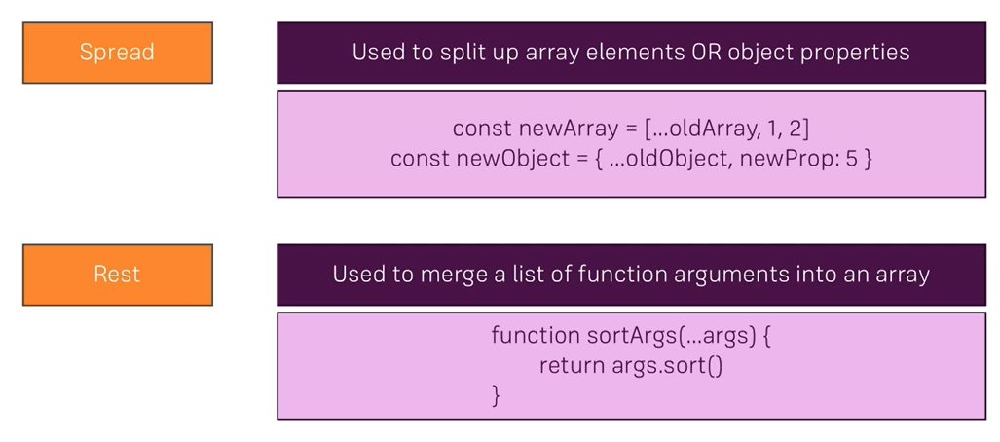 Spread
Used to split up array elements OR object properties
const newArray = [...oldArray, 1, 2]
const newObject = { ...oldObject, newProp: 5 }
Rest
Used to merge a list of function arguments into an array
function sortArgs(...args) {
return args.sort()
}